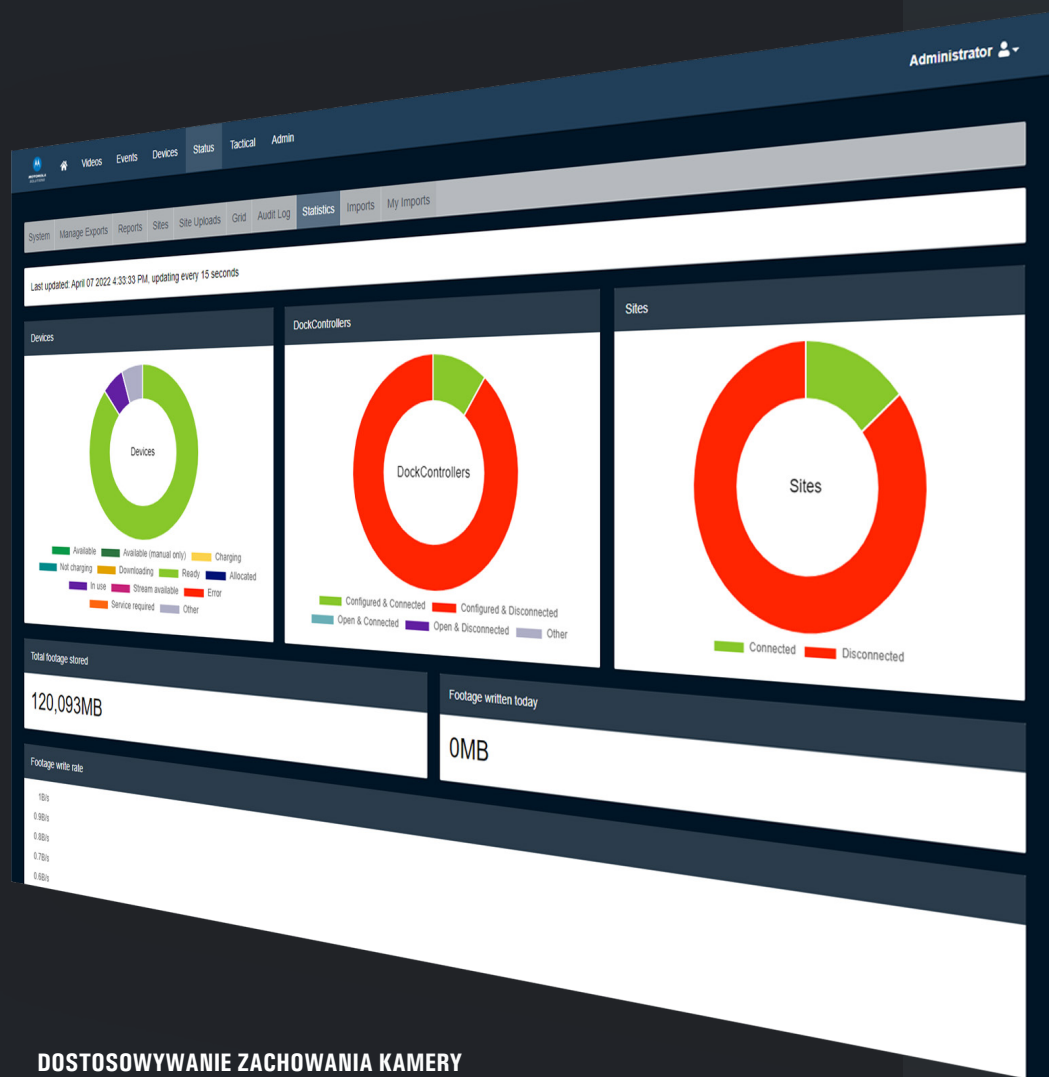 Administrator
MOTOROLA SOLUTIONS
Videos Events Devices Status Tactical Admin
System Manage Exports Reports Sites Site Uploads Grid Audit Log Statistics Imports My Imports
Last updated: April 07 2022 4:33:33 PM, updating every 15 seconds
Devices
Devices
Available Available (manual only) Charging
Not charging Downloading Ready Allocated
In use Stream available Error
Service required Other
DockControllers
DockControllers
Configured & Connected Configured & Disconnected
Open & Connected Open & Disconnected Other
Sites
Sites
Connected Disconnected
Total footage stored
120,093MB
Footage written today
0MB
Footage write rate
1B/s
0.9B/s
0.8B/s
0.7B/s
0.6B/s
DOSTOSOWYWANIE ZACHOWANIA KAMERY